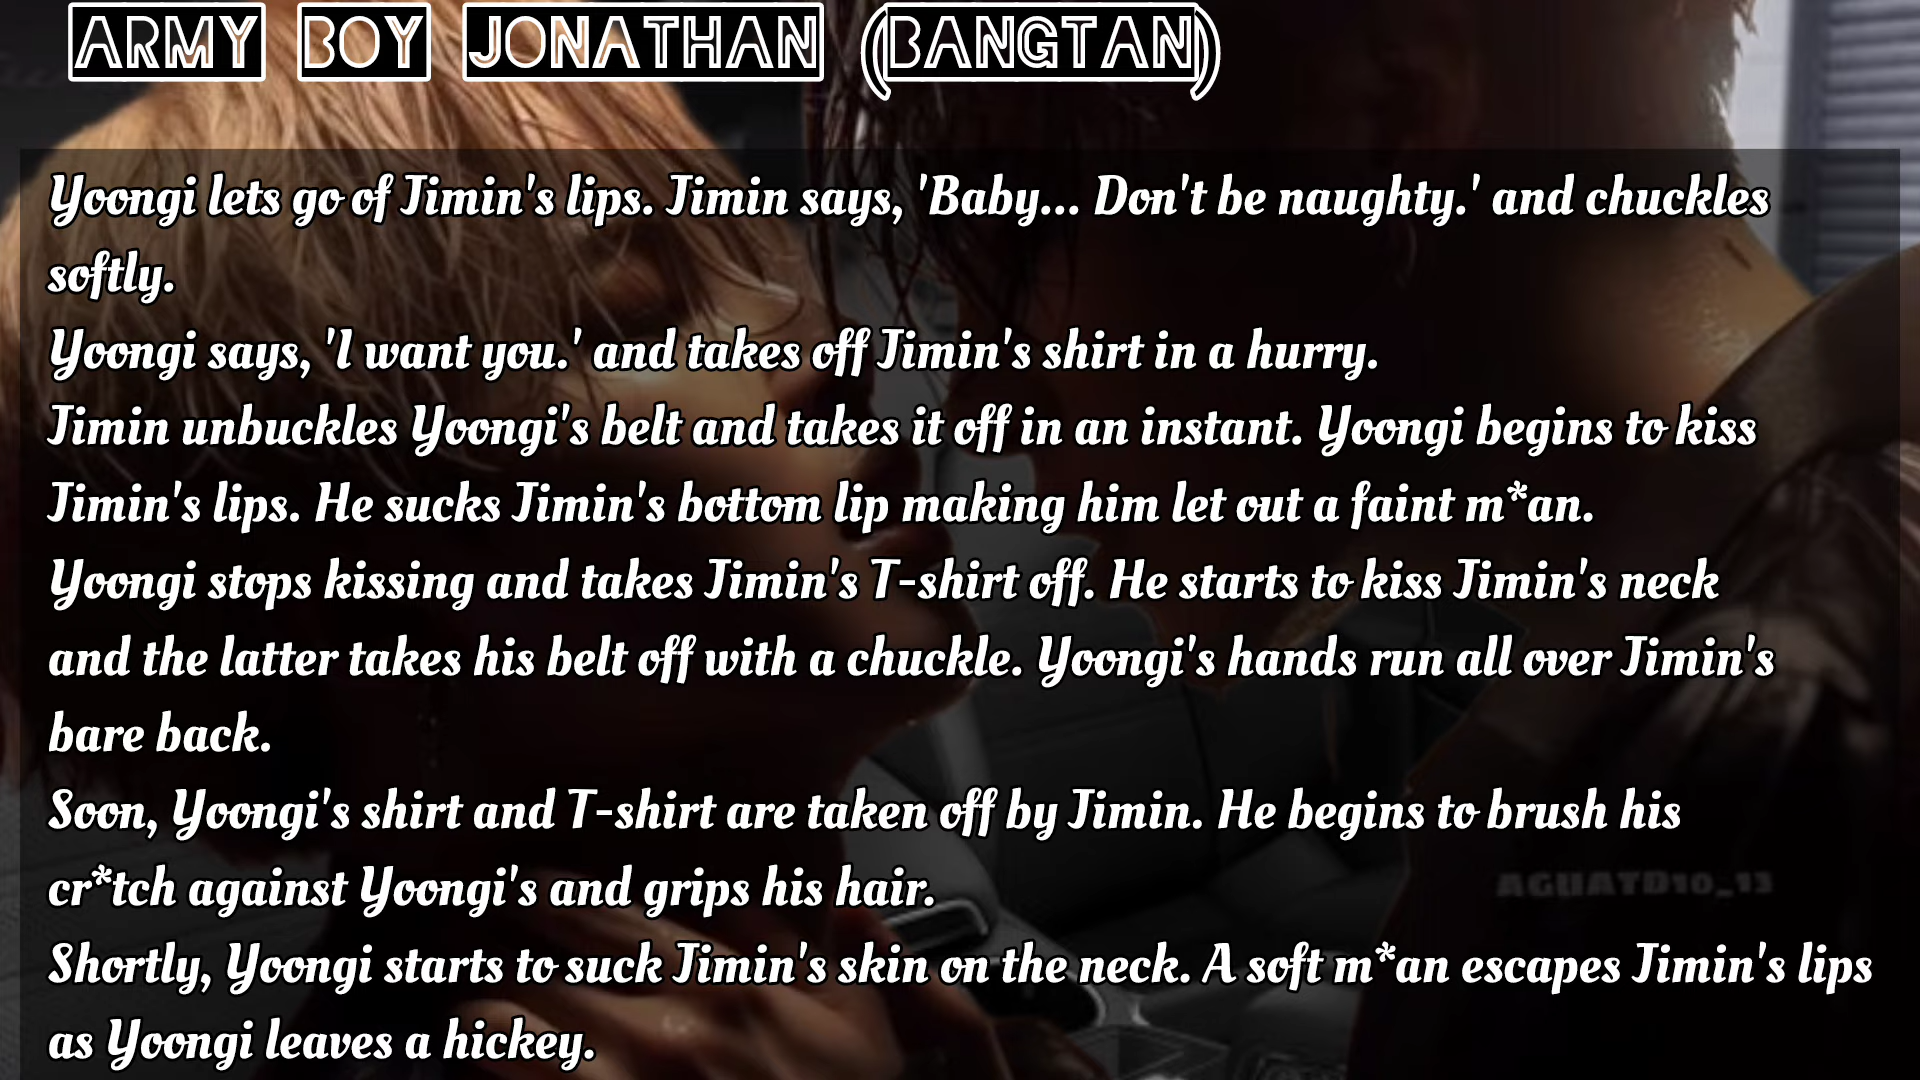 ARMY BOY JONATHAN (BANGTAN)
Yoongi lets go of Jimin's lips. Jimin says, 'Baby... Don't be naughty.' and chuckles
softly.
Yoongi says, 'I want you.' and takes off Jimin's shirt in a hurry.
Jimin unbuckles Yoongi's belt and takes it off in an instant. Yoongi begins to kiss
Jimin's lips. He sucks Jimin's bottom lip making him let out a faint m*an.
Yoongi stops kissing and takes Jimin's T-shirt off. He starts to kiss Jimin's neck
and the latter takes his belt off with a chuckle. Yoongi's hands run all over Jimin's
bare back.
Soon, Yoongi's shirt and T-shirt are taken off by Jimin. He begins to brush his
cr*tch against Yoongi's and grips his hair.
AGUATD10_13
Shortly, Yoongi starts to suck Jimin's skin on the neck. A soft m*an escapes Jimin's lips
as Yoongi leaves a hickey.